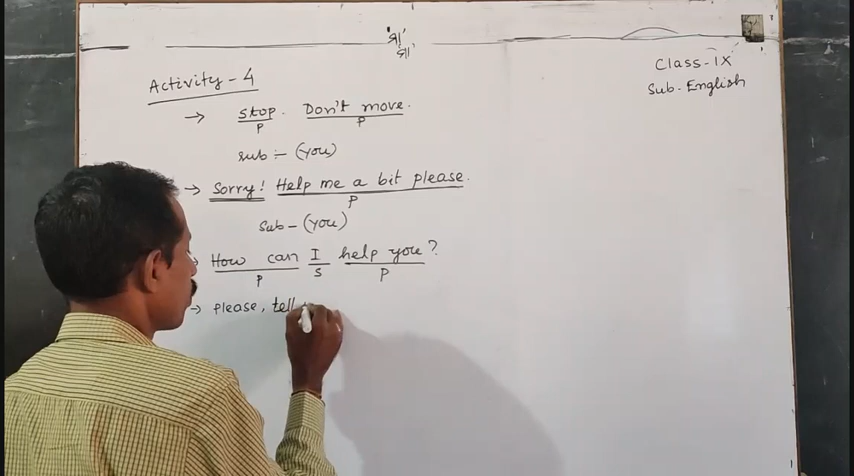 'श्री'
श्री'
Class-IX
Sub-English
Activity-4
→ Stop. Don't move.
P P
sub :- (you)
→ Sorry! Help me a bit please.
P
sub - (you)
→ How can I help you?
P S P
→ Please, tell